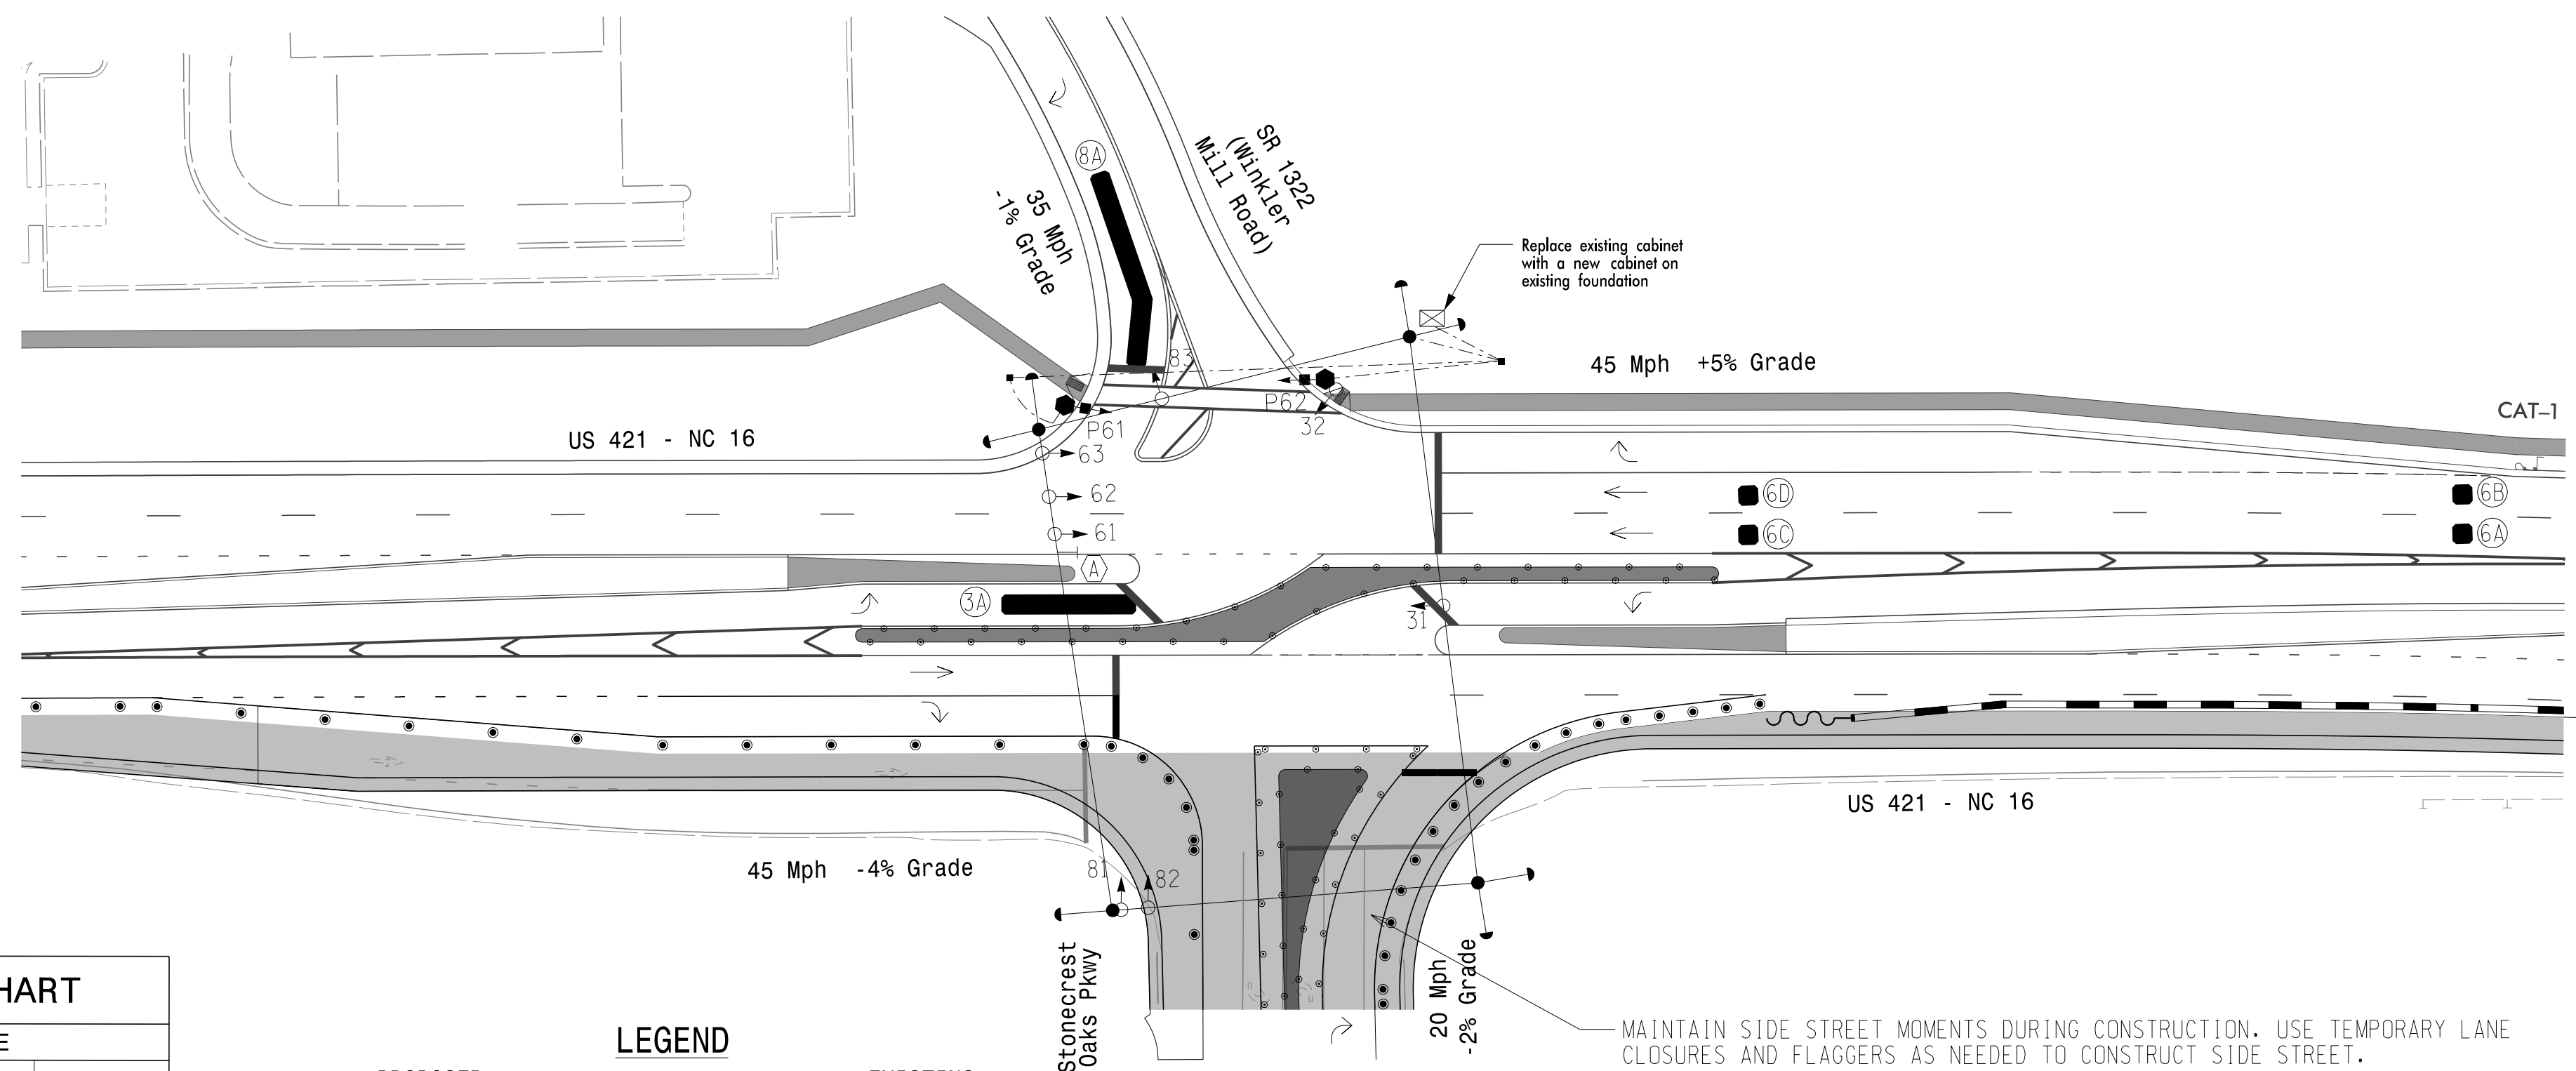 8A
SR 1322
(Winkler
Mill Road)
35 Mph
-1% Grade
Replace existing cabinet
with a new cabinet on
existing foundation
83
45 Mph +5% Grade
P62
32
CAT-1
US 421 - NC 16
P61
63
62
61
6D
6B
6C
6A
A
3A
31
US 421 - NC 16
45 Mph -4% Grade
81
82
Stonecrest
Oaks Pkwy
20 Mph
-2% Grade
MAINTAIN SIDE STREET MOMENTS DURING CONSTRUCTION. USE TEMPORARY LANE
CLOSURES AND FLAGGERS AS NEEDED TO CONSTRUCT SIDE STREET.
HART
E
LEGEND